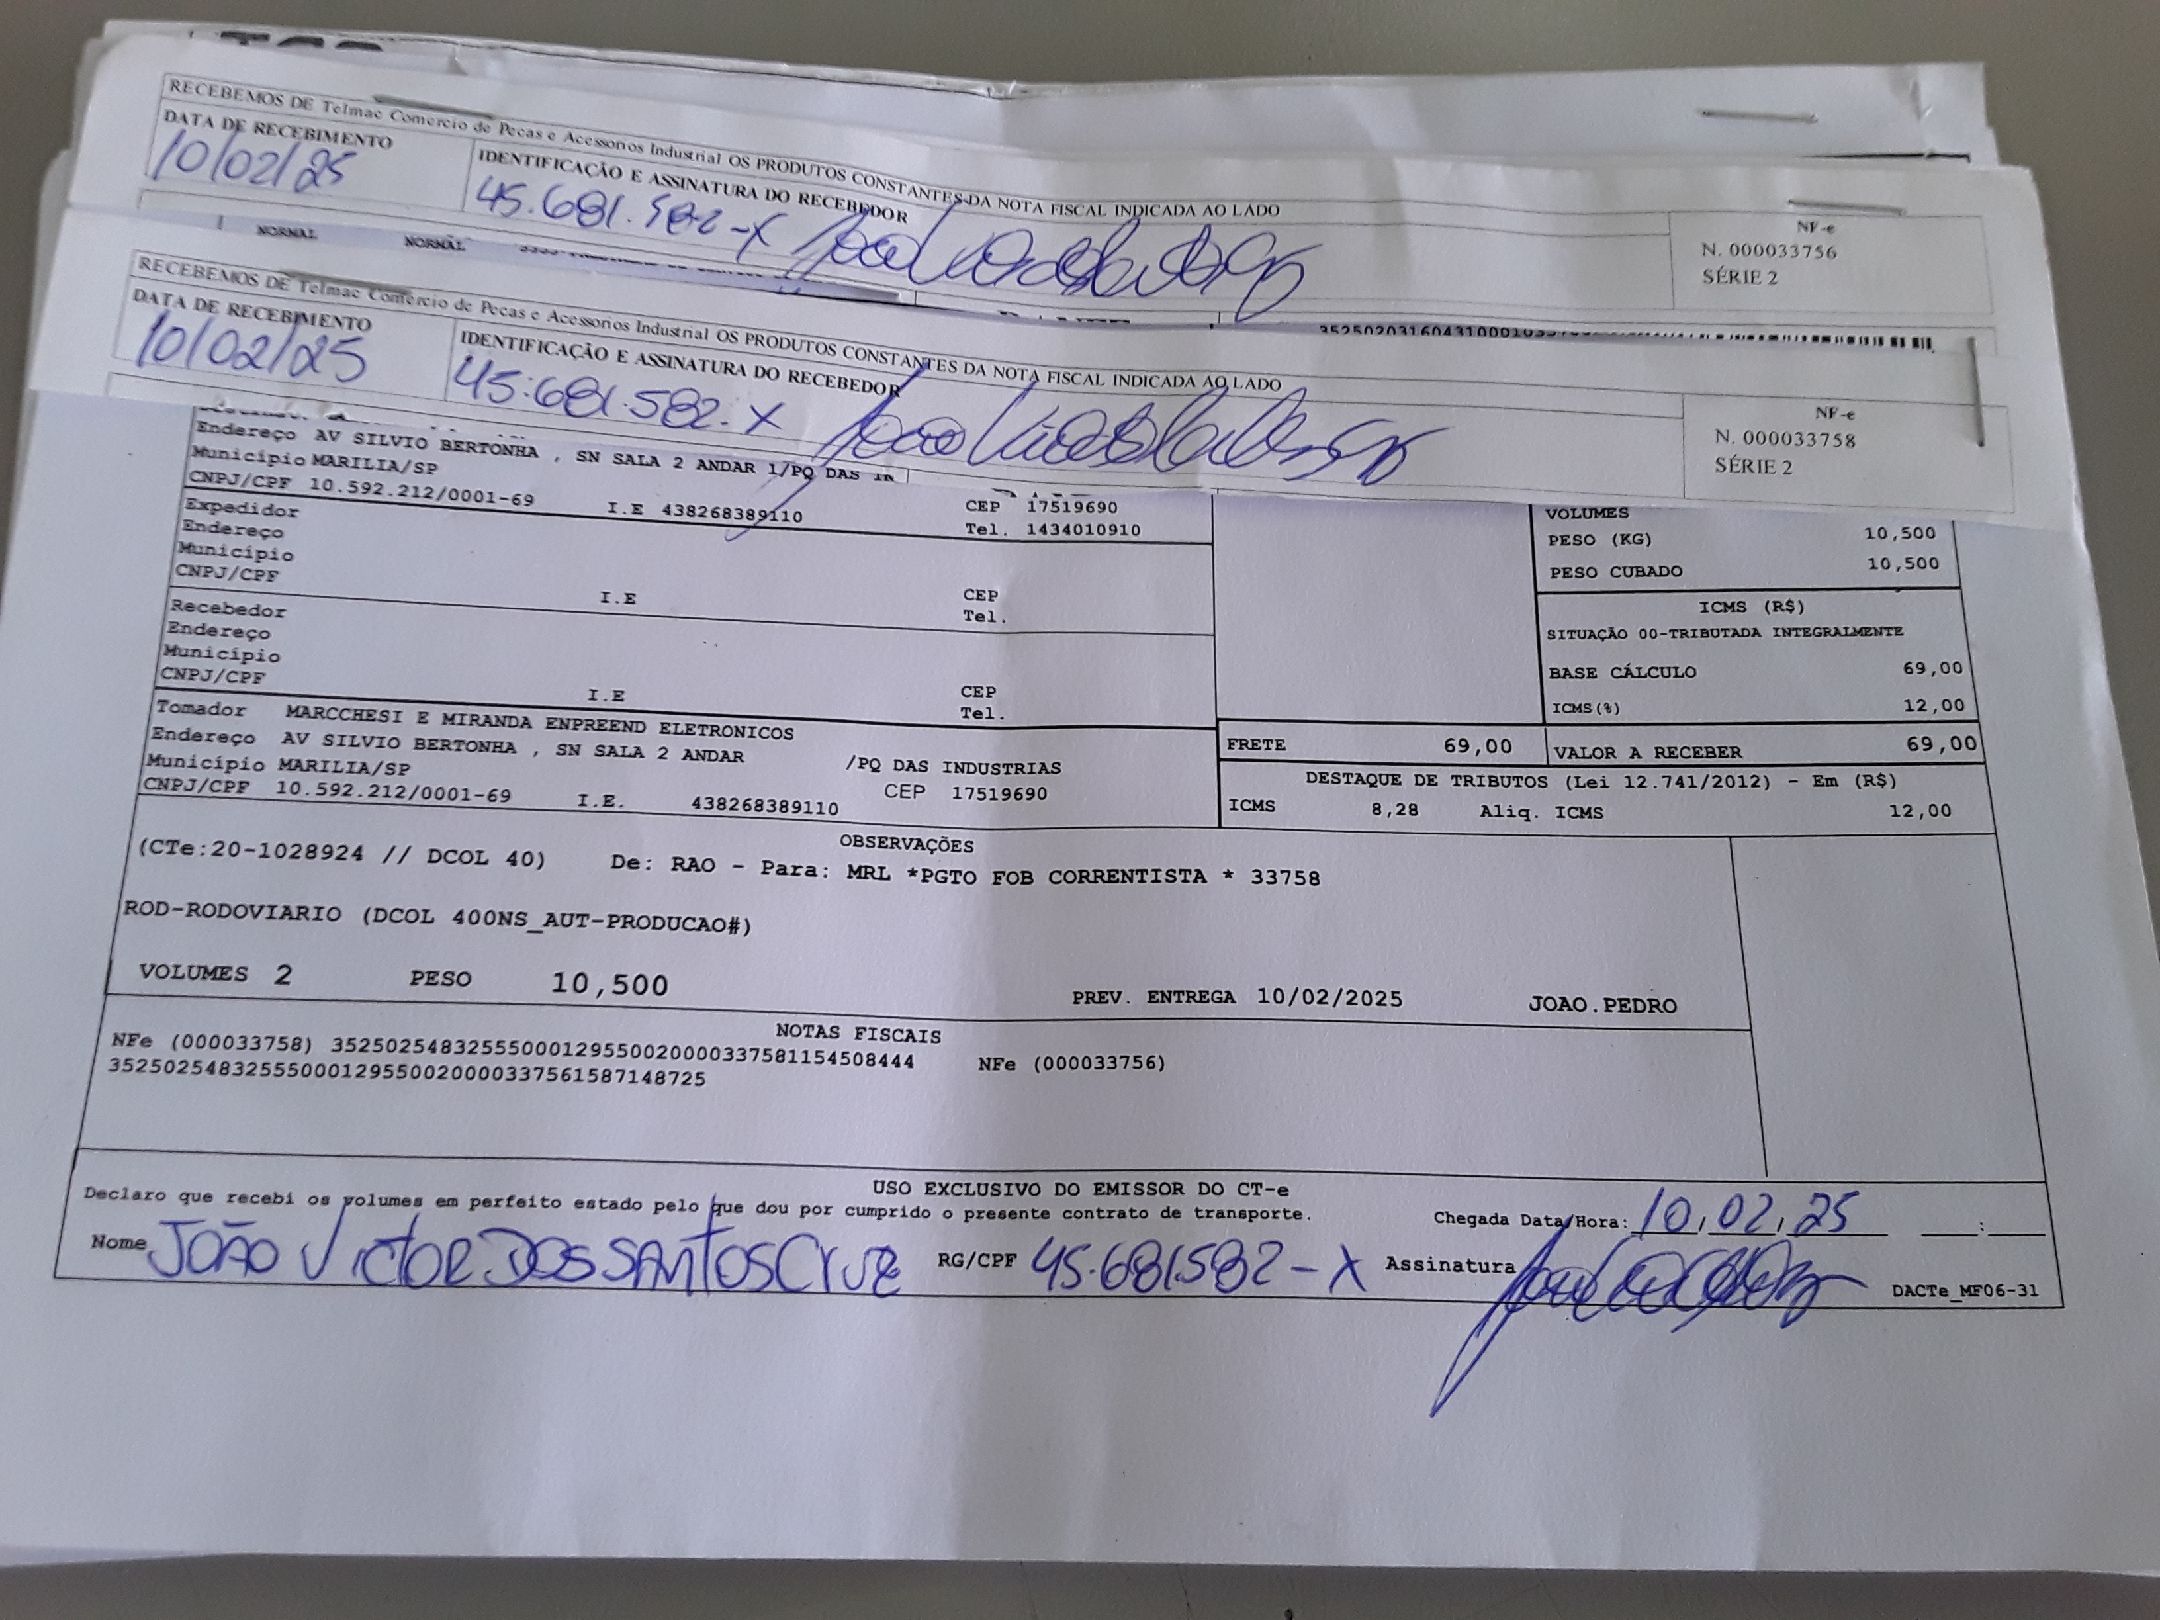 RECEBEMOS DE Telmac Comercio de Pecas e Acessorios Industrial OS PRODUTOS CONSTANTES DA NOTA FISCAL INDICADA AO LADO
DATA DE RECEBIMENTO
10/02/25
IDENTIFICAÇÃO E ASSINATURA DO RECEBEDOR
45.681.582-X
NF-e
N. 000033756
SÉRIE 2
NORMAL NORMAL
RECEBEMOS DE Telmac Comercio de Pecas e Acessorios Industrial OS PRODUTOS CONSTANTES DA NOTA FISCAL INDICADA AO LADO
DATA DE RECEBIMENTO
10/02/25
IDENTIFICAÇÃO E ASSINATURA DO RECEBEDOR
45.681.582-X
NF-e
N. 000033758
SÉRIE 2
Endereço AV SILVIO BERTONHA , SN SALA 2 ANDAR 1/PQ DAS
Município MARILIA/SP
CNPJ/CPF 10.592.212/0001-69 I.E 438268389110
CEP 17519690
Tel. 1434010910
Expedidor
Endereço
Município
CNPJ/CPF
I.E
CEP
Tel.
Recebedor
Endereço
Município
CNPJ/CPF
I.E
CEP
Tel.
Tomador MARCCHESI E MIRANDA ENPREEND ELETRONICOS
Endereço AV SILVIO BERTONHA , SN SALA 2 ANDAR /PQ DAS INDUSTRIAS
Município MARILIA/SP
CEP 17519690
CNPJ/CPF 10.592.212/0001-69 I.E. 438268389110
VOLUMES
PESO (KG) 10,500
PESO CUBADO 10,500
ICMS (R$)
SITUAÇÃO 00-TRIBUTADA INTEGRALMENTE
BASE CÁLCULO 69,00
ICMS(%) 12,00
FRETE 69,00 VALOR A RECEBER 69,00
DESTAQUE DE TRIBUTOS (Lei 12.741/2012) - Em (R$)
ICMS 8,28 Aliq. ICMS 12,00
OBSERVAÇÕES
(CTe:20-1028924 // DCOL 40) De: RAO - Para: MRL *PGTO FOB CORRENTISTA * 33758
ROD-RODOVIARIO (DCOL 400NS_AUT-PRODUCAO#)
VOLUMES 2 PESO 10,500 PREV. ENTREGA 10/02/2025 JOAO.PEDRO
NOTAS FISCAIS
NFe (000033758) 35250254832555000129550020000337581154508444 NFe (000033756)
35250254832555000129550020000337561587148725
USO EXCLUSIVO DO EMISSOR DO CT-e
Declaro que recebi os volumes em perfeito estado pelo que dou por cumprido o presente contrato de transporte.
Chegada Data/Hora: 10/02/25 :
Nome JOÃO VICTOR DOS SANTOS CRUZ RG/CPF 45.681.582-X Assinatura
DACTe_MF06-31